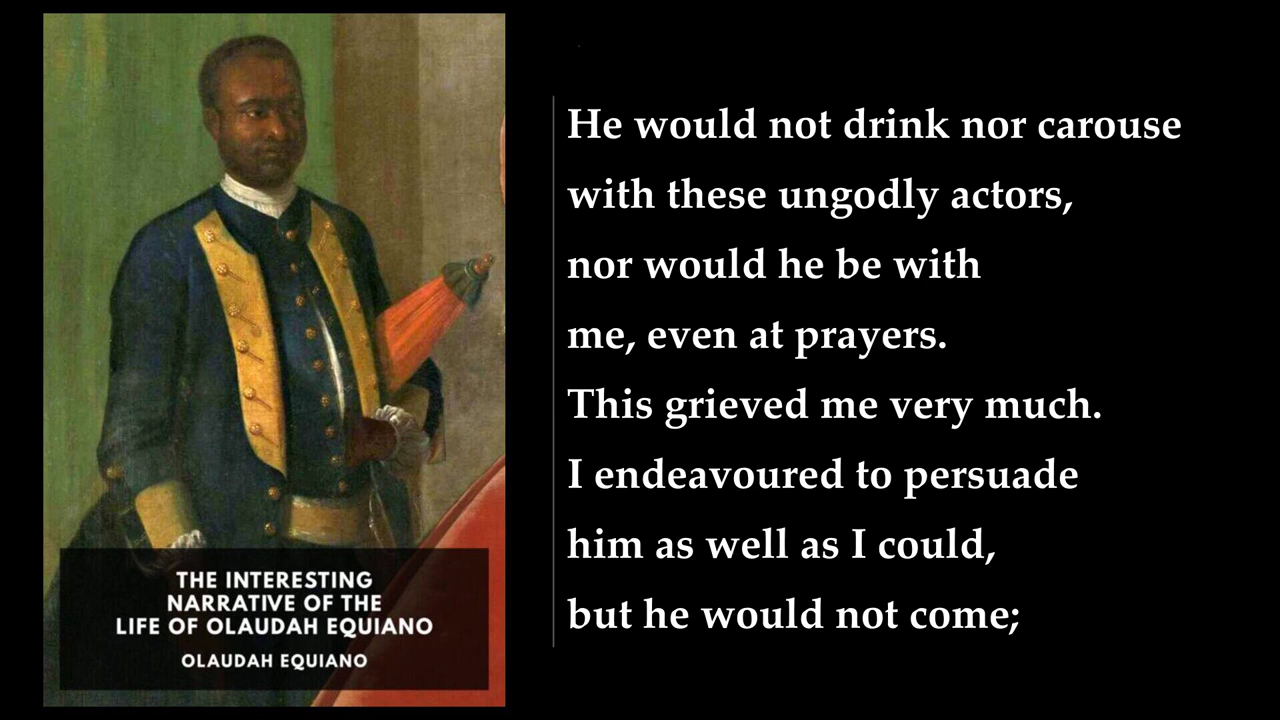 THE INTERESTING
NARRATIVE OF THE
LIFE OF OLAUDAH EQUIANO
OLAUDAH EQUIANO
He would not drink nor carouse
with these ungodly actors,
nor would he be with
me, even at prayers.
This grieved me very much.
I endeavoured to persuade
him as well as I could,
but he would not come;